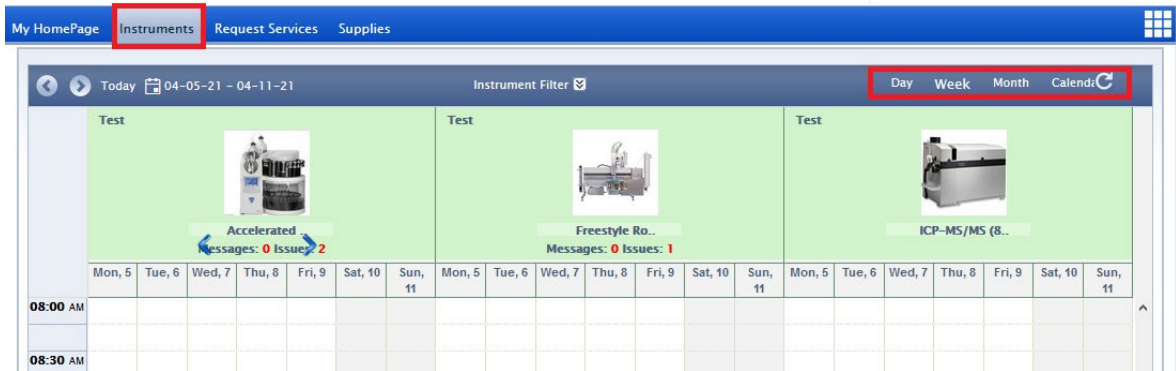 My HomePage Instruments Request Services Supplies
Today 04-05-21 - 04-11-21 Instrument Filter Day Week Month Calenda
Test Test Test
Accelerated .. Freestyle Ro.. ICP-MS/MS (8..
Messages: 0 Issues: 2 Messages: 0 Issues: 1
Mon, 5 Tue, 6 Wed, 7 Thu, 8 Fri, 9 Sat, 10 Sun, 11 Mon, 5 Tue, 6 Wed, 7 Thu, 8 Fri, 9 Sat, 10 Sun, 11 Mon, 5 Tue, 6 Wed, 7 Thu, 8 Fri, 9 Sat, 10 Sun, 11
08:00 AM
08:30 AM